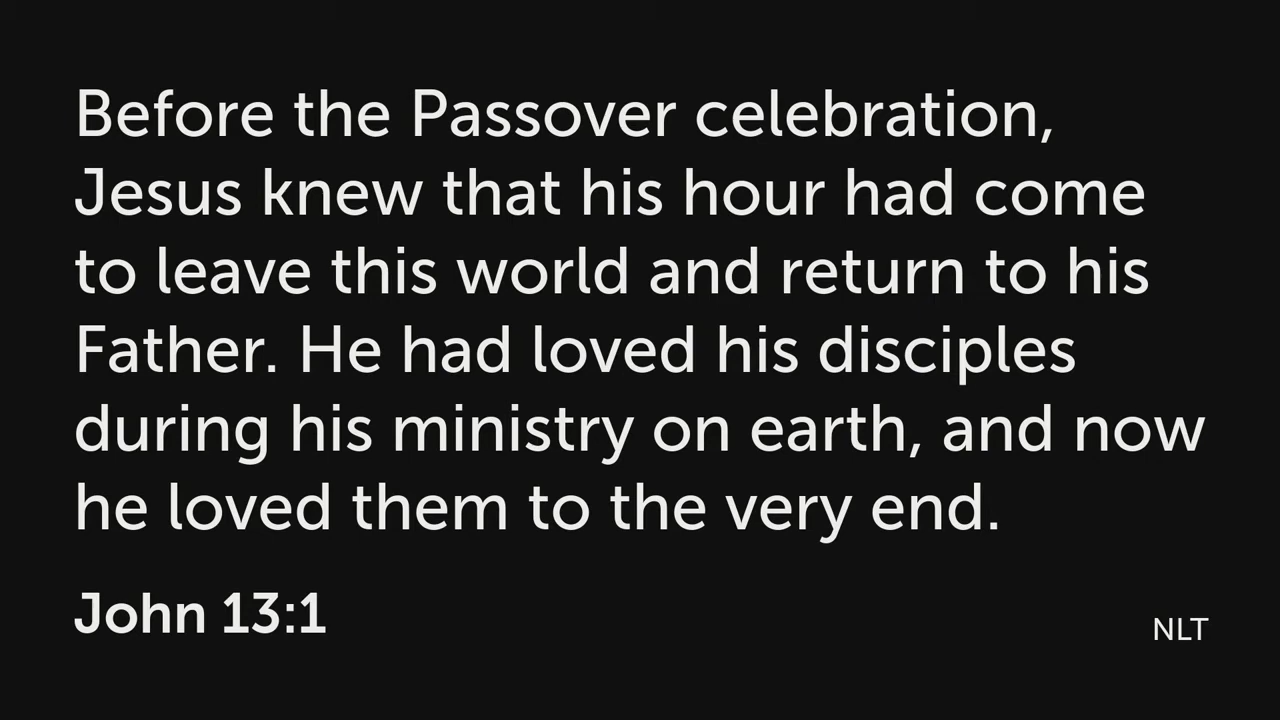 Before the Passover celebration,
Jesus knew that his hour had come
to leave this world and return to his
Father. He had loved his disciples
during his ministry on earth, and now
he loved them to the very end.
John 13:1
NLT